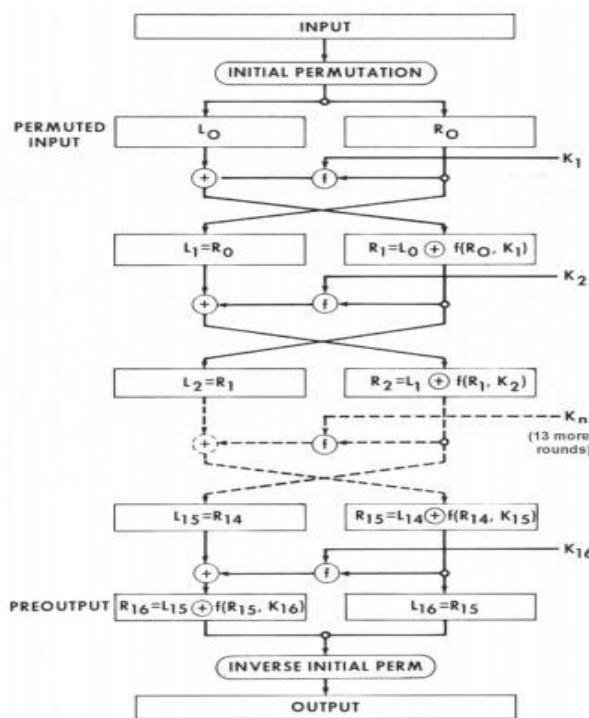 INPUT
INITIAL PERMUTATION
PERMUTED
INPUT
L0
R0
K1
+
f
L1=R0
R1=L0 ⊕ f(R0, K1)
K2
+
f
L2=R1
R2=L1 ⊕ f(R1, K2)
Kn
(13 more
rounds)
+
f
L15=R14
R15=L14 ⊕ f(R14, K15)
K16
+
f
PREOUTPUT
R16=L15 ⊕ f(R15, K16)
L16=R15
INVERSE INITIAL PERM
OUTPUT